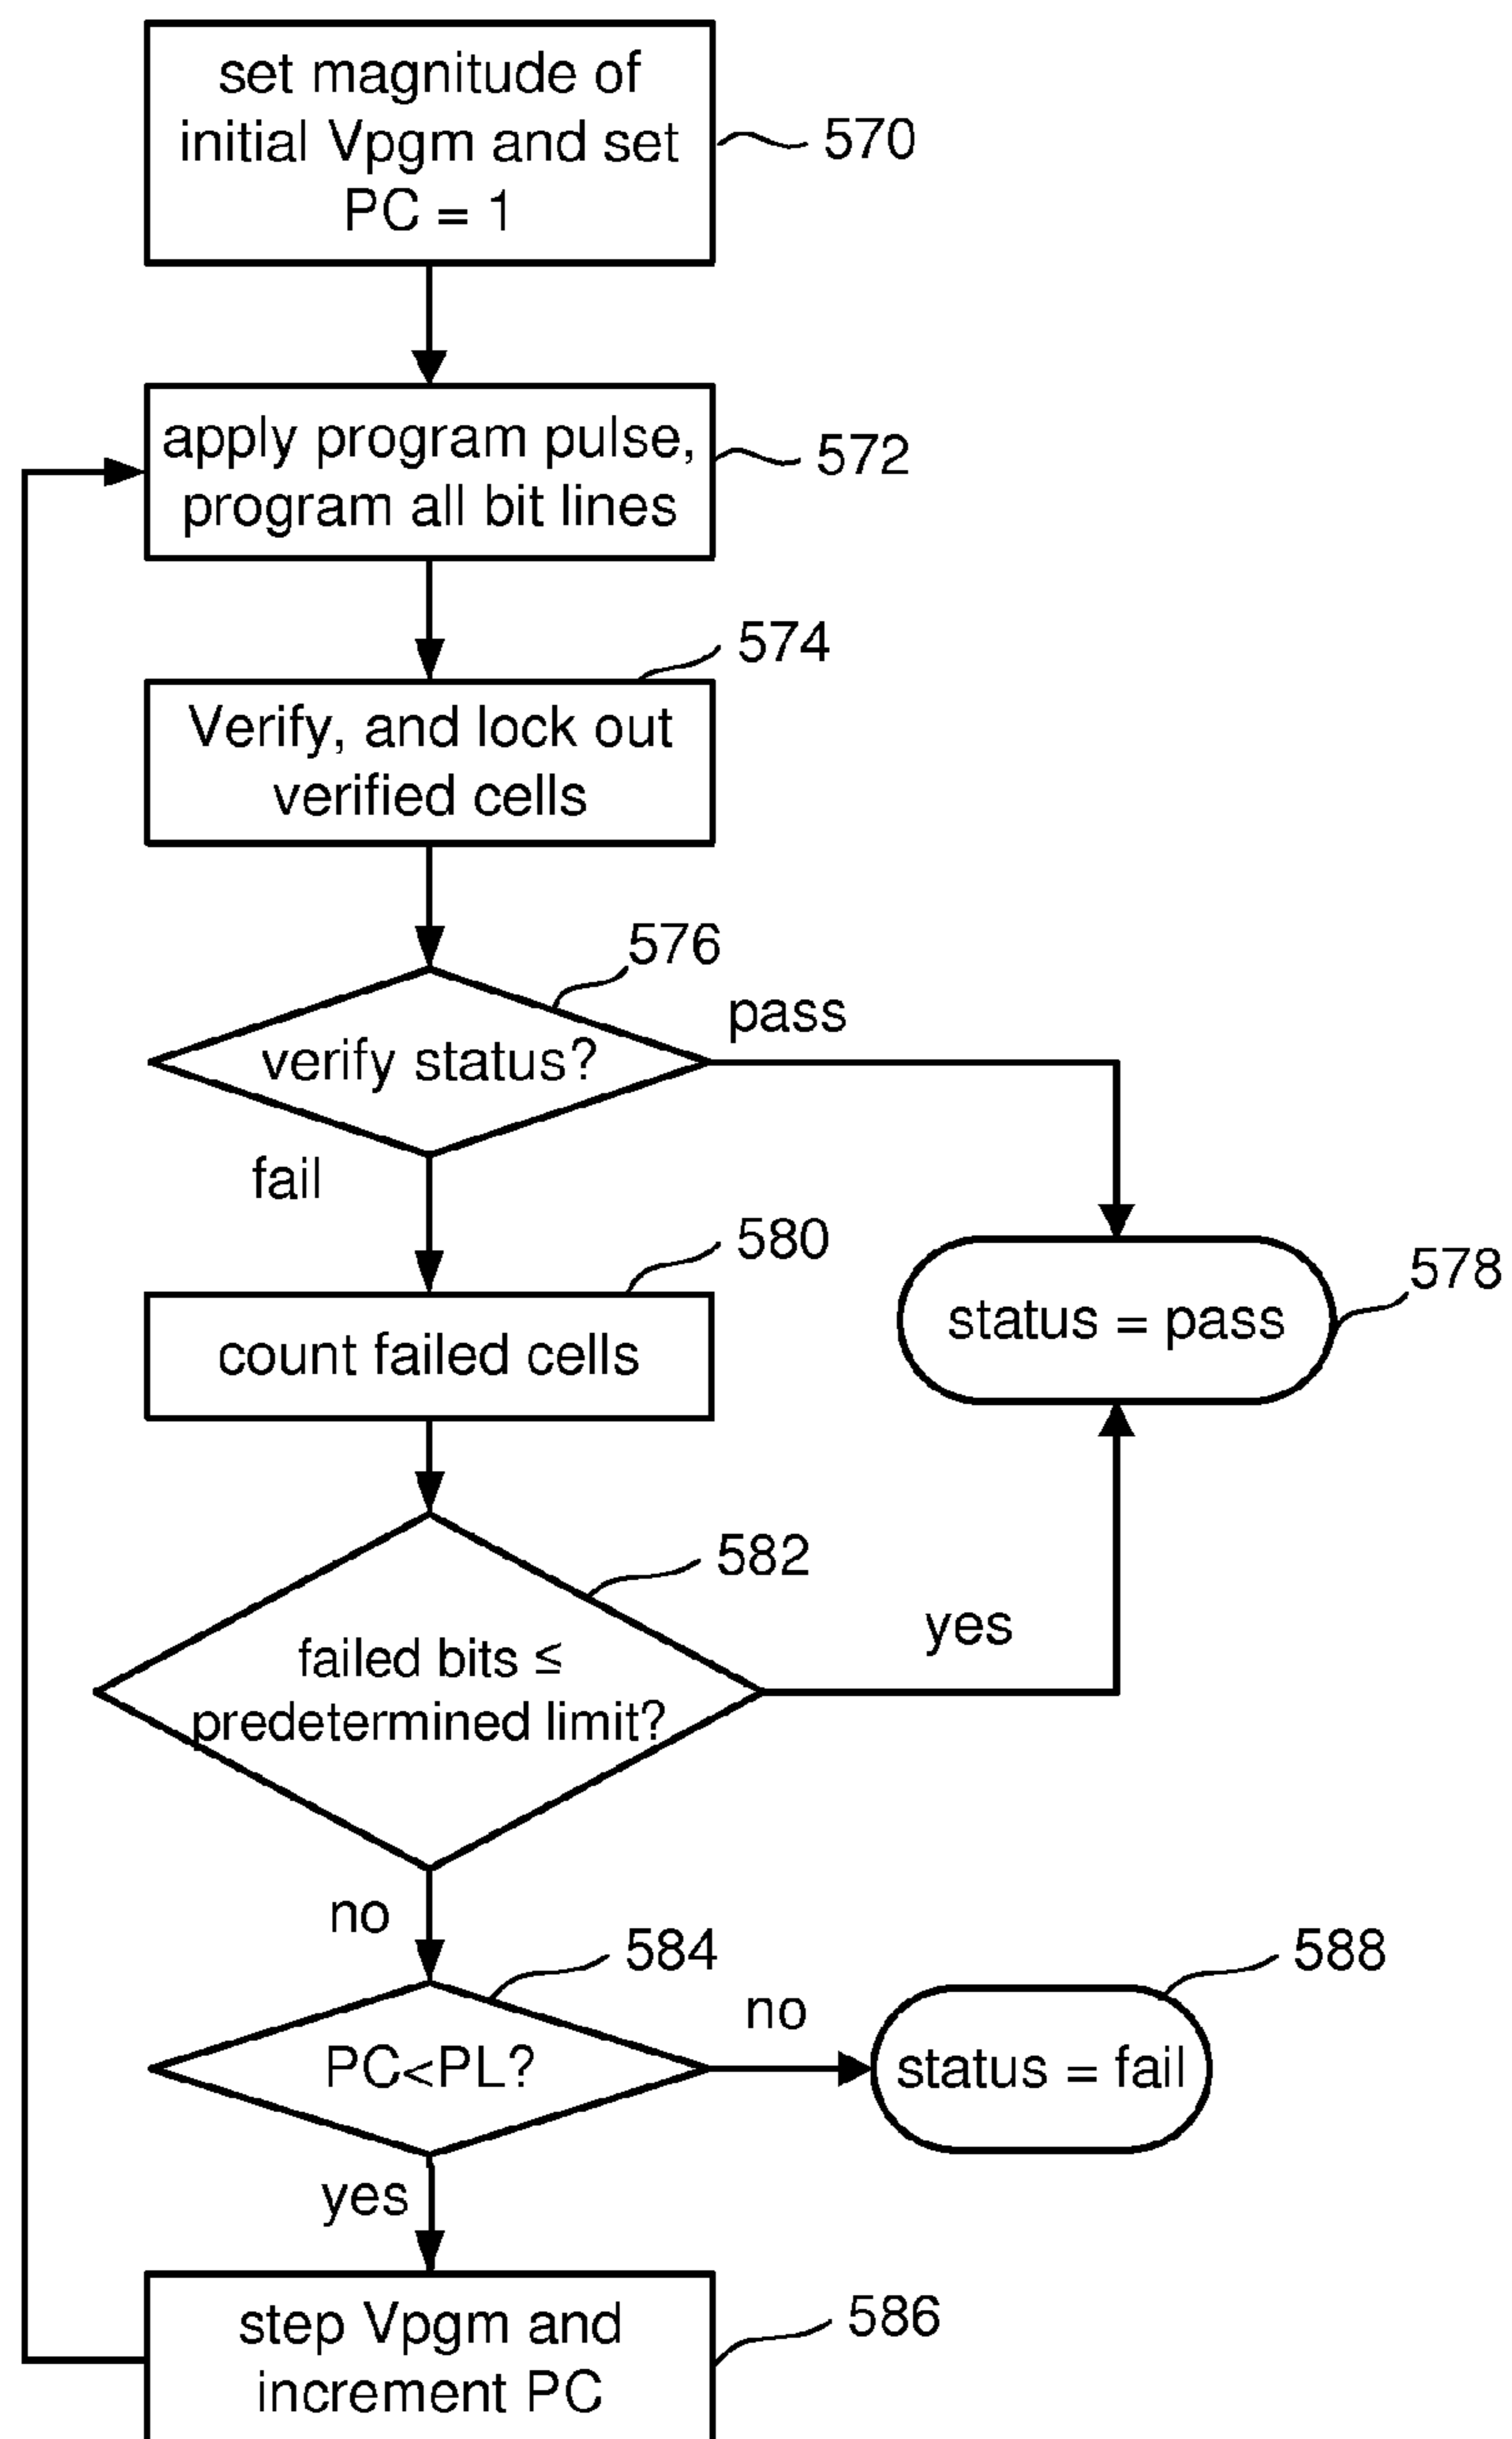 set magnitude of
initial Vpgm and set
PC = 1
570
apply program pulse,
program all bit lines
572
574
Verify, and lock out
verified cells
576
pass
verify status?
fail
580
578
status = pass
count failed cells
582
yes
failed bits ≤
predetermined limit?
no
584
588
no
PC<PL?
status = fail
yes
step Vpgm and
increment PC
586